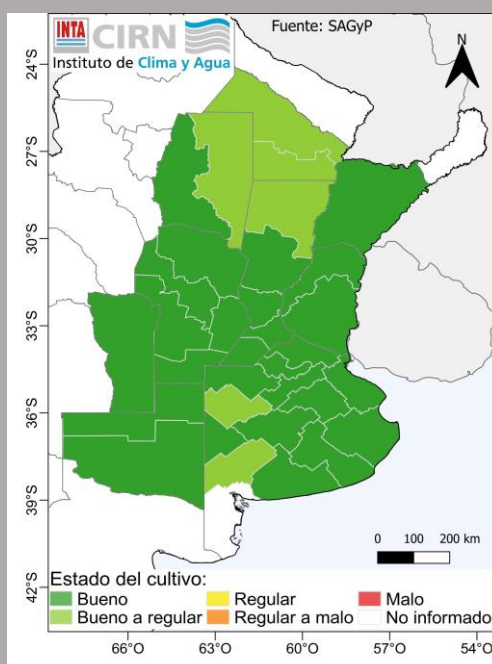 INTA CIRN
Instituto de Clima y Agua
Fuente: SAGyP
N
24°S
27°S
30°S
33°S
36°S
39°S
42°S
0 100 200 km
Estado del cultivo:
Bueno Regular Malo
Bueno a regular Regular a malo No informado
66°O 63°O 60°O 57°O 54°O